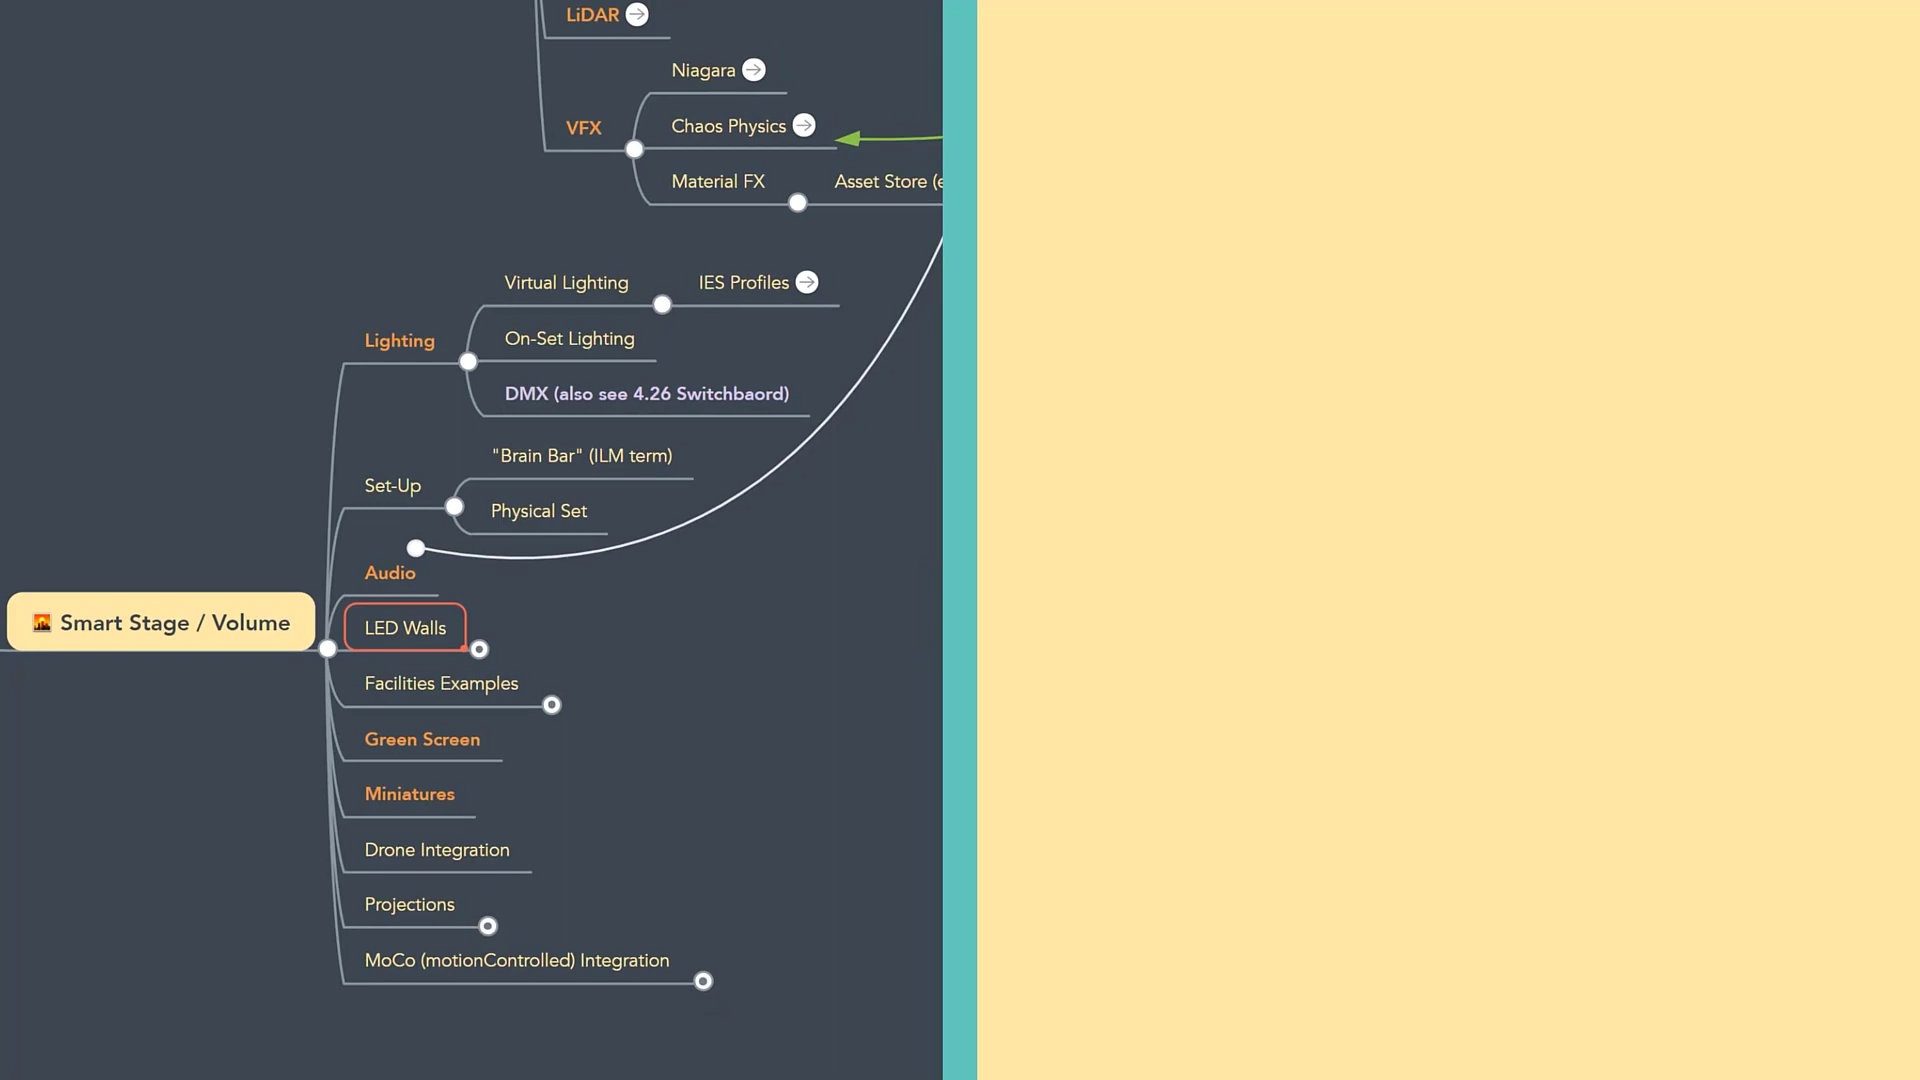 LiDAR
Niagara
Chaos Physics
VFX
Material FX
Asset Store (e
Virtual Lighting
IES Profiles
On-Set Lighting
Lighting
DMX (also see 4.26 Switchbaord)
"Brain Bar" (ILM term)
Set-Up
Physical Set
Audio
Smart Stage / Volume
LED Walls
Facilities Examples
Green Screen
Miniatures
Drone Integration
Projections
MoCo (motionControlled) Integration